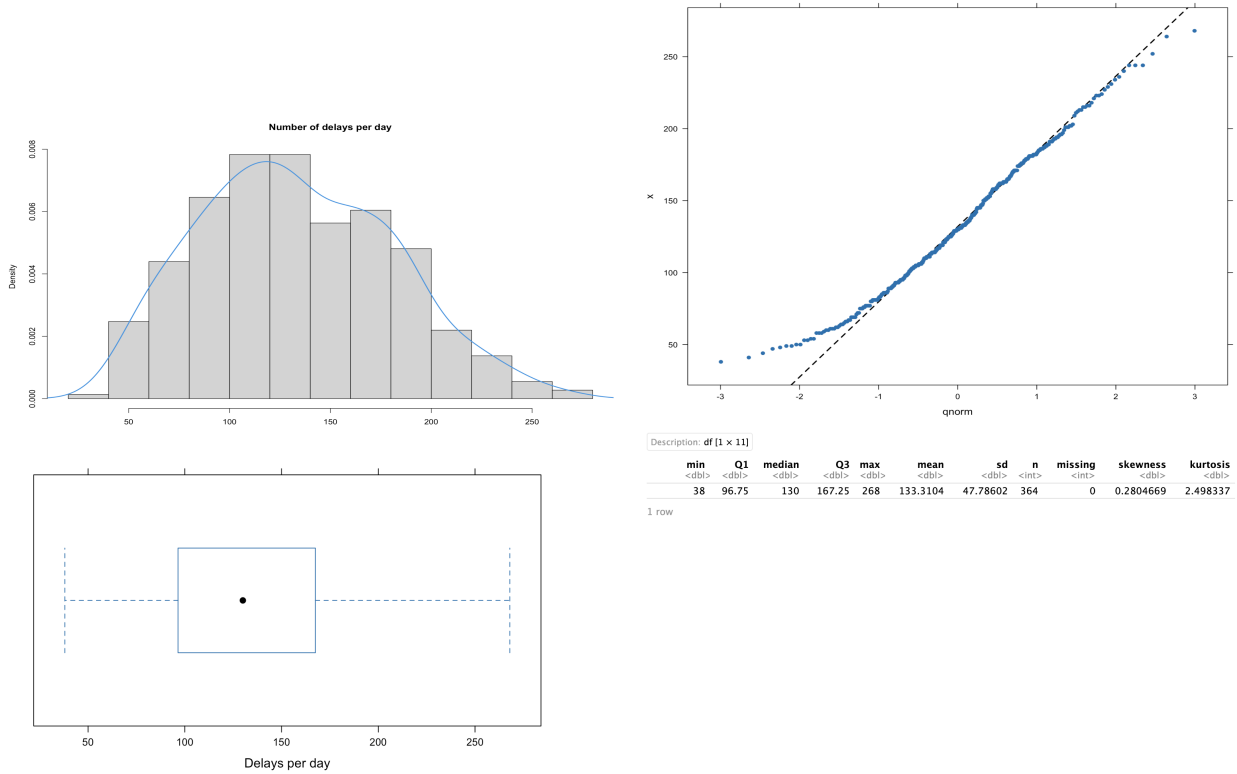 Number of delays per day
Density
0.000 0.002 0.004 0.006 0.008
50 100 150 200 250
50 100 150 200 250
Delays per day
x
250
200
150
100
50
-3 -2 -1 0 1 2 3
qnorm
Description: df [1 × 11]
min Q1 median Q3 max mean sd n missing skewness kurtosis
<dbl> <dbl> <dbl> <dbl> <dbl> <dbl> <dbl> <int> <int> <dbl> <dbl>
38 96.75 130 167.25 268 133.3104 47.78602 364 0 0.2804669 2.498337
1 row